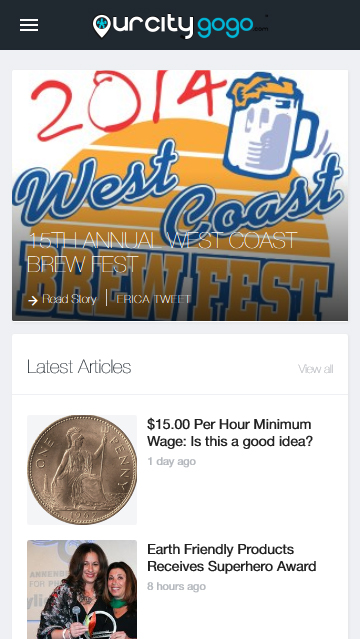 ourcitygogo.com
2014
West Coast
BREW FEST
15TH ANNUAL WEST COAST
BREW FEST
Read Story | ERICA TWEET
Latest Articles
View all
ONE PENNY
$15.00 Per Hour Minimum
Wage: Is this a good idea?
1 day ago
Earth Friendly Products
Receives Superhero Award
8 hours ago